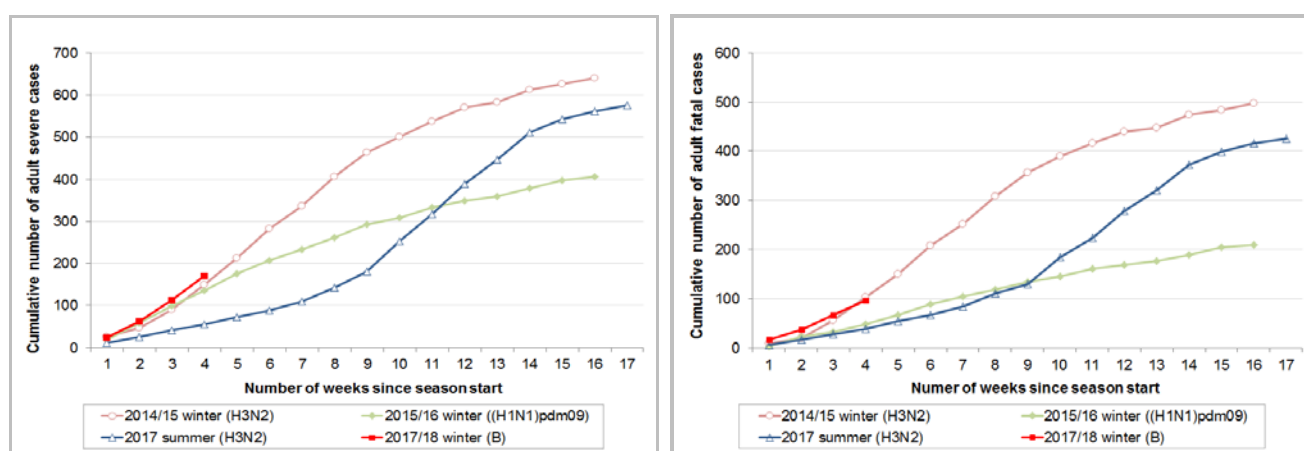 700
600
500
400
300
200
100
0
Cumulative number of adult severe cases
1 2 3 4 5 6 7 8 9 10 11 12 13 14 15 16 17
Number of weeks since season start
2014/15 winter (H3N2) 2015/16 winter ((H1N1)pdm09)
2017 summer (H3N2) 2017/18 winter (B)
600
500
400
300
200
100
0
Cumulative number of adult fatal cases
1 2 3 4 5 6 7 8 9 10 11 12 13 14 15 16 17
Numer of weeks since season start
2014/15 winter (H3N2) 2015/16 winter ((H1N1)pdm09)
2017 summer (H3N2) 2017/18 winter (B)